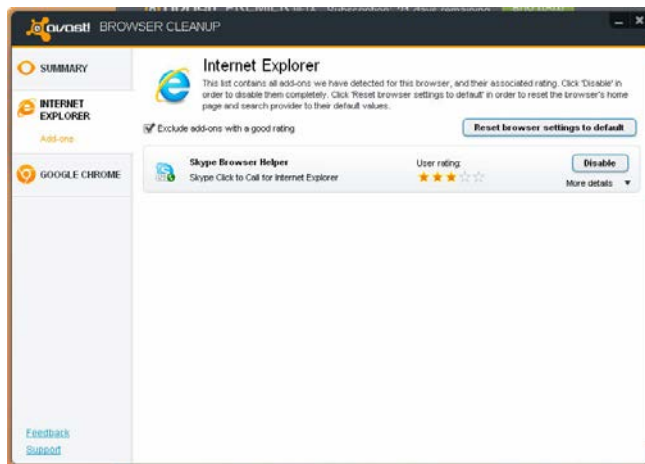 avast! BROWSER CLEANUP
SUMMARY
INTERNET
EXPLORER
Add-ons
GOOGLE CHROME
Feedback
Support
Internet Explorer
This list contains all add-ons we have detected for this browser, and their associated rating. Click 'Disable' in
order to disable them completely. Click 'Reset browser settings to default' in order to reset the browser's home
page and search provider to their default values.
Exclude add-ons with a good rating
Reset browser settings to default
Skype Browser Helper
Skype Click to Call for Internet Explorer
User rating:
Disable
More details